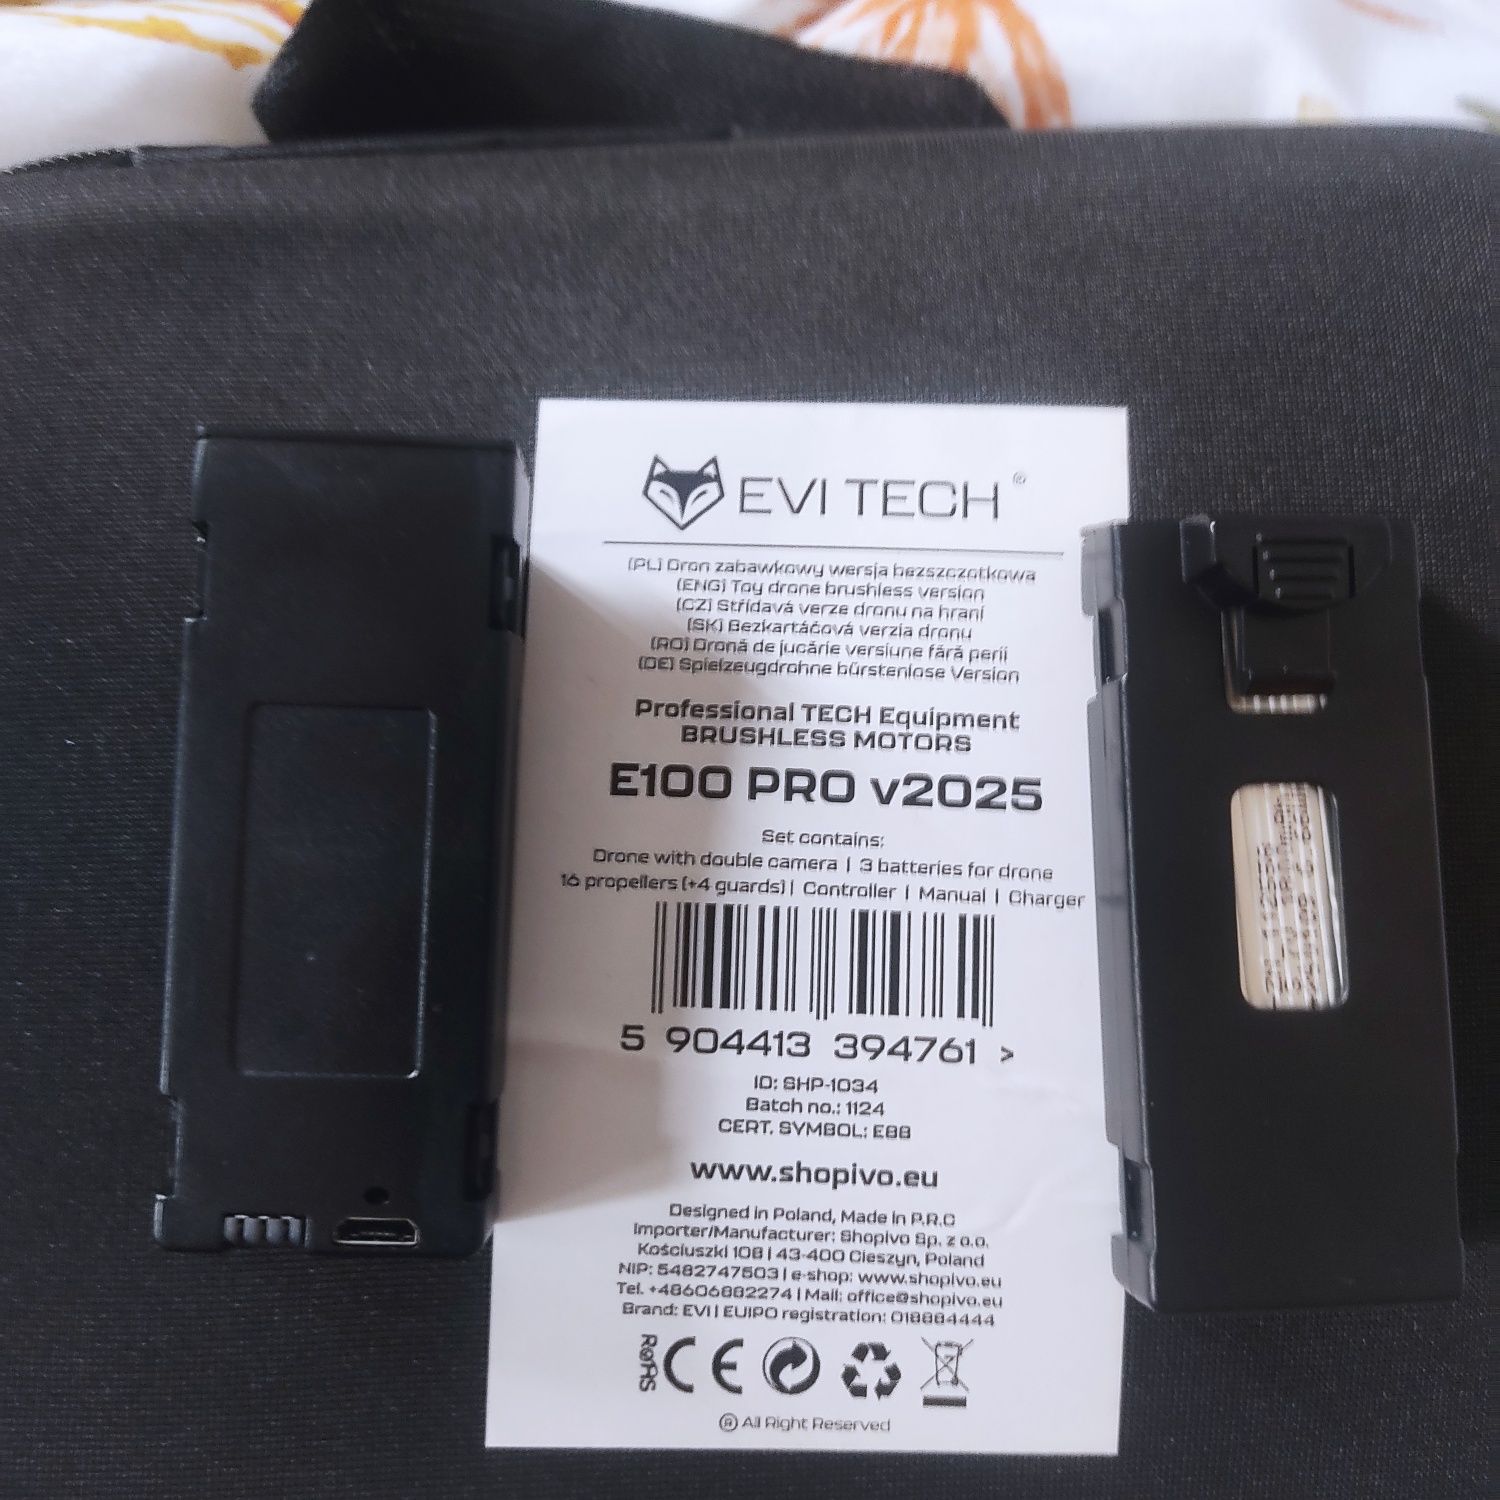 EVI TECH ®
(PL) Dron zabawkowy wersja bezszczotkowa
(ENG) Toy drone brushless version
(CZ) Střídavá verze dronu na hraní
(SK) Bezkartáčová verzia dronu
(RO) Dronă de jucărie versiune fără perii
(DE) Spielzeugdrohne bürstenlose Version
Professional TECH Equipment
BRUSHLESS MOTORS
E100 PRO v2025
Set contains:
Drone with double camera | 3 batteries for drone
16 propellers (+4 guards) | Controller | Manual | Charger
5 904413 394761 >
ID: SHP-1034
Batch no.: 1124
CERT. SYMBOL: E88
www.shopivo.eu
Designed in Poland, Made in P.R.C
Importer/Manufacturer: Shopivo Sp. z o.o.
Kościuszki 108 | 43-400 Cieszyn, Poland
NIP: 5482747503 | e-shop: www.shopivo.eu
Tel. +48606882274 | Mail: office@shopivo.eu
Brand: EVI | EUIPO registration: 018884444
RoHS CE
® All Right Reserved